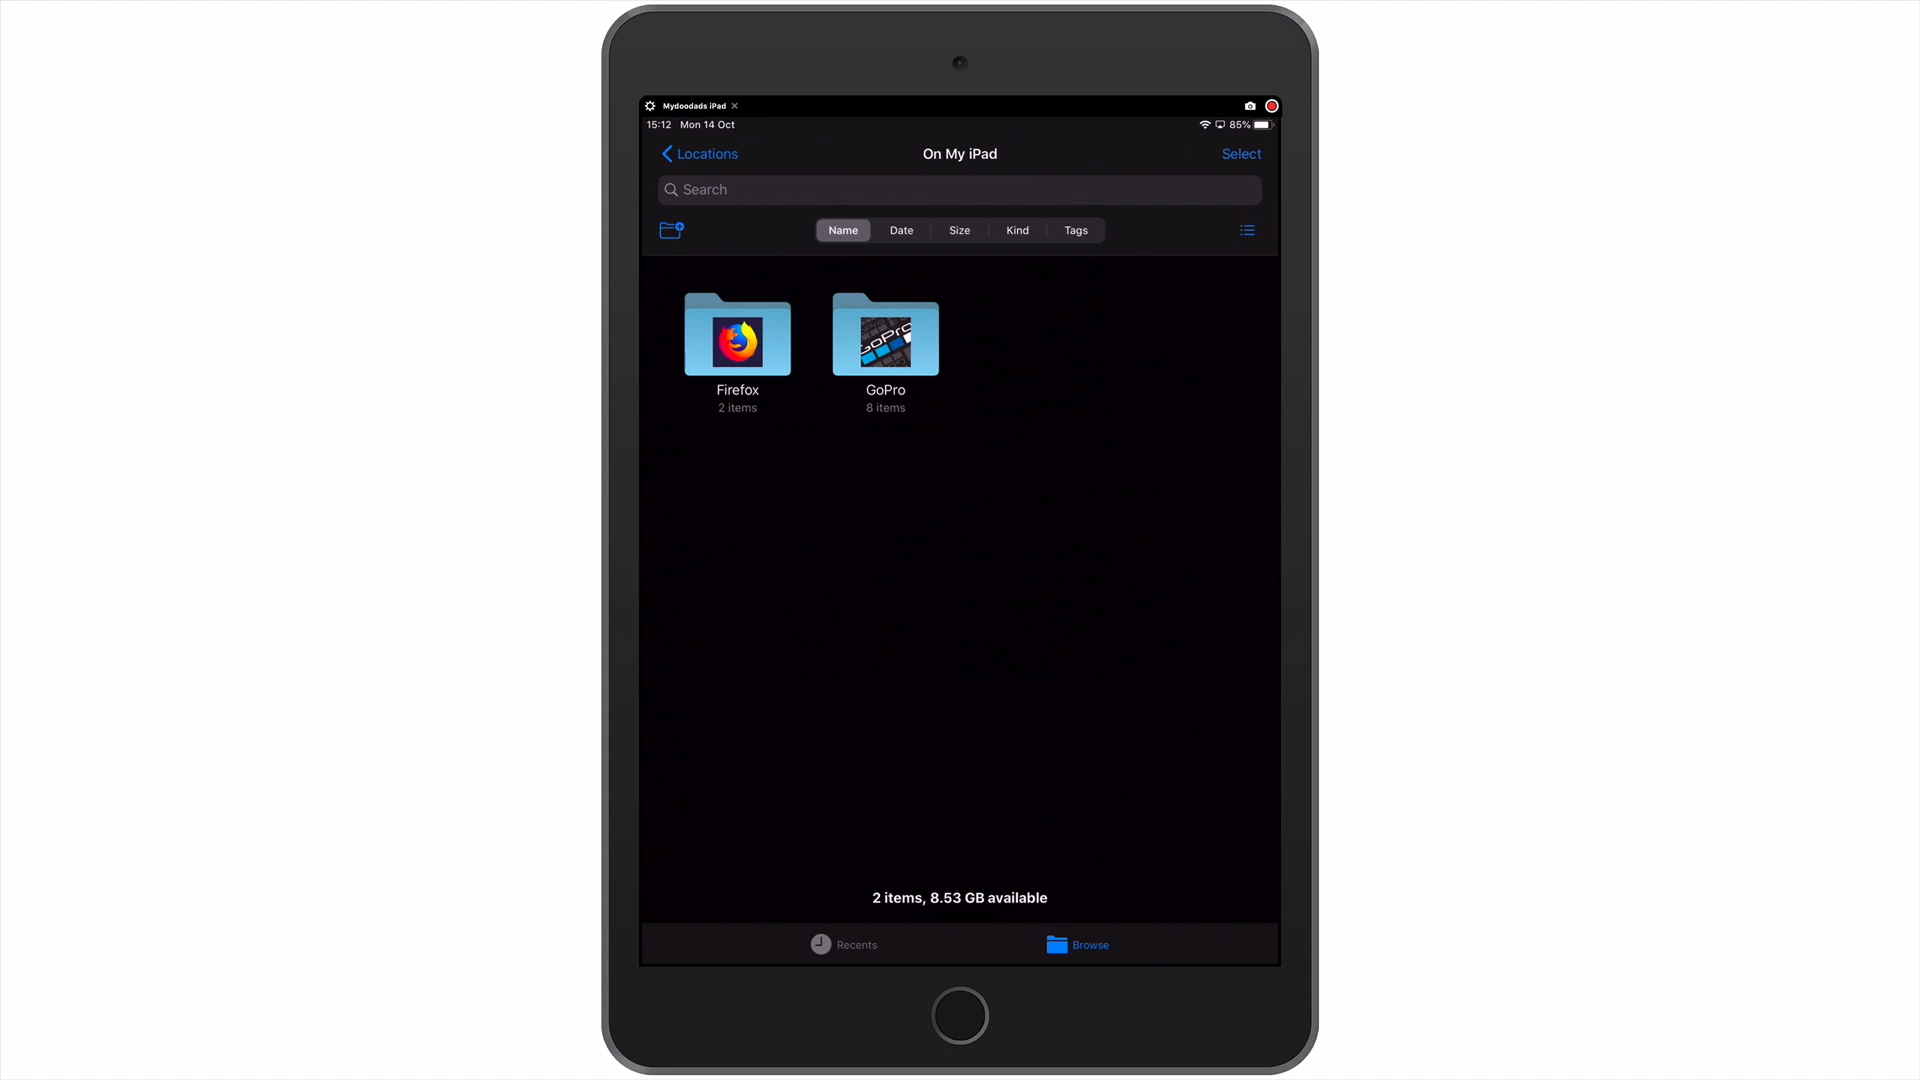 Mydoodads iPad
15:12 Mon 14 Oct 85%
Locations On My iPad Select
Search
Name Date Size Kind Tags
GoPro
Firefox GoPro
2 items 8 items
2 items, 8.53 GB available
Recents Browse